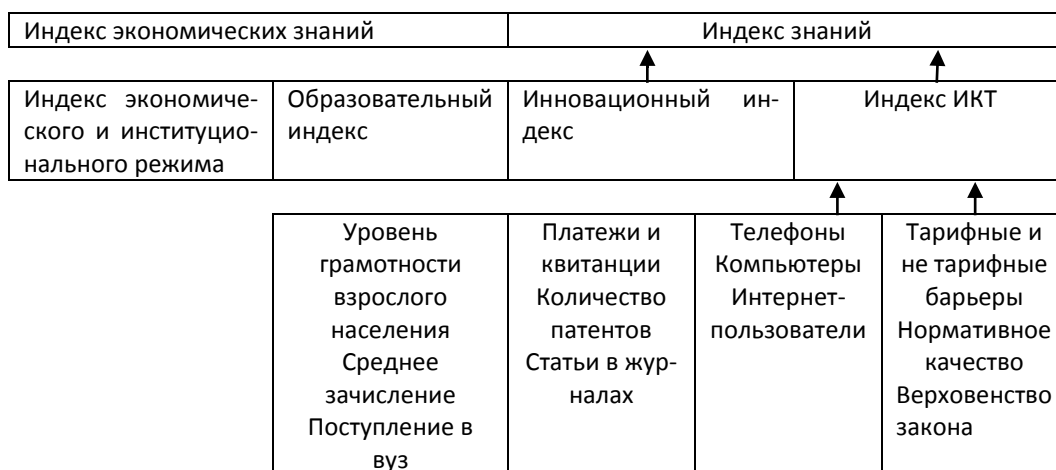 Индекс экономических знаний
Индекс знаний
Индекс экономиче-
ского и институцио-
нального режима
Образовательный
индекс
Инновационный ин-
декс
Индекс ИКТ
Уровень
грамотности
взрослого
населения
Среднее
зачисление
Поступление в
вуз
Платежи и
квитанции
Количество
патентов
Статьи в жур-
налах
Телефоны
Компьютеры
Интернет-
пользователи
Тарифные и
не тарифные
барьеры
Нормативное
качество
Верховенство
закона